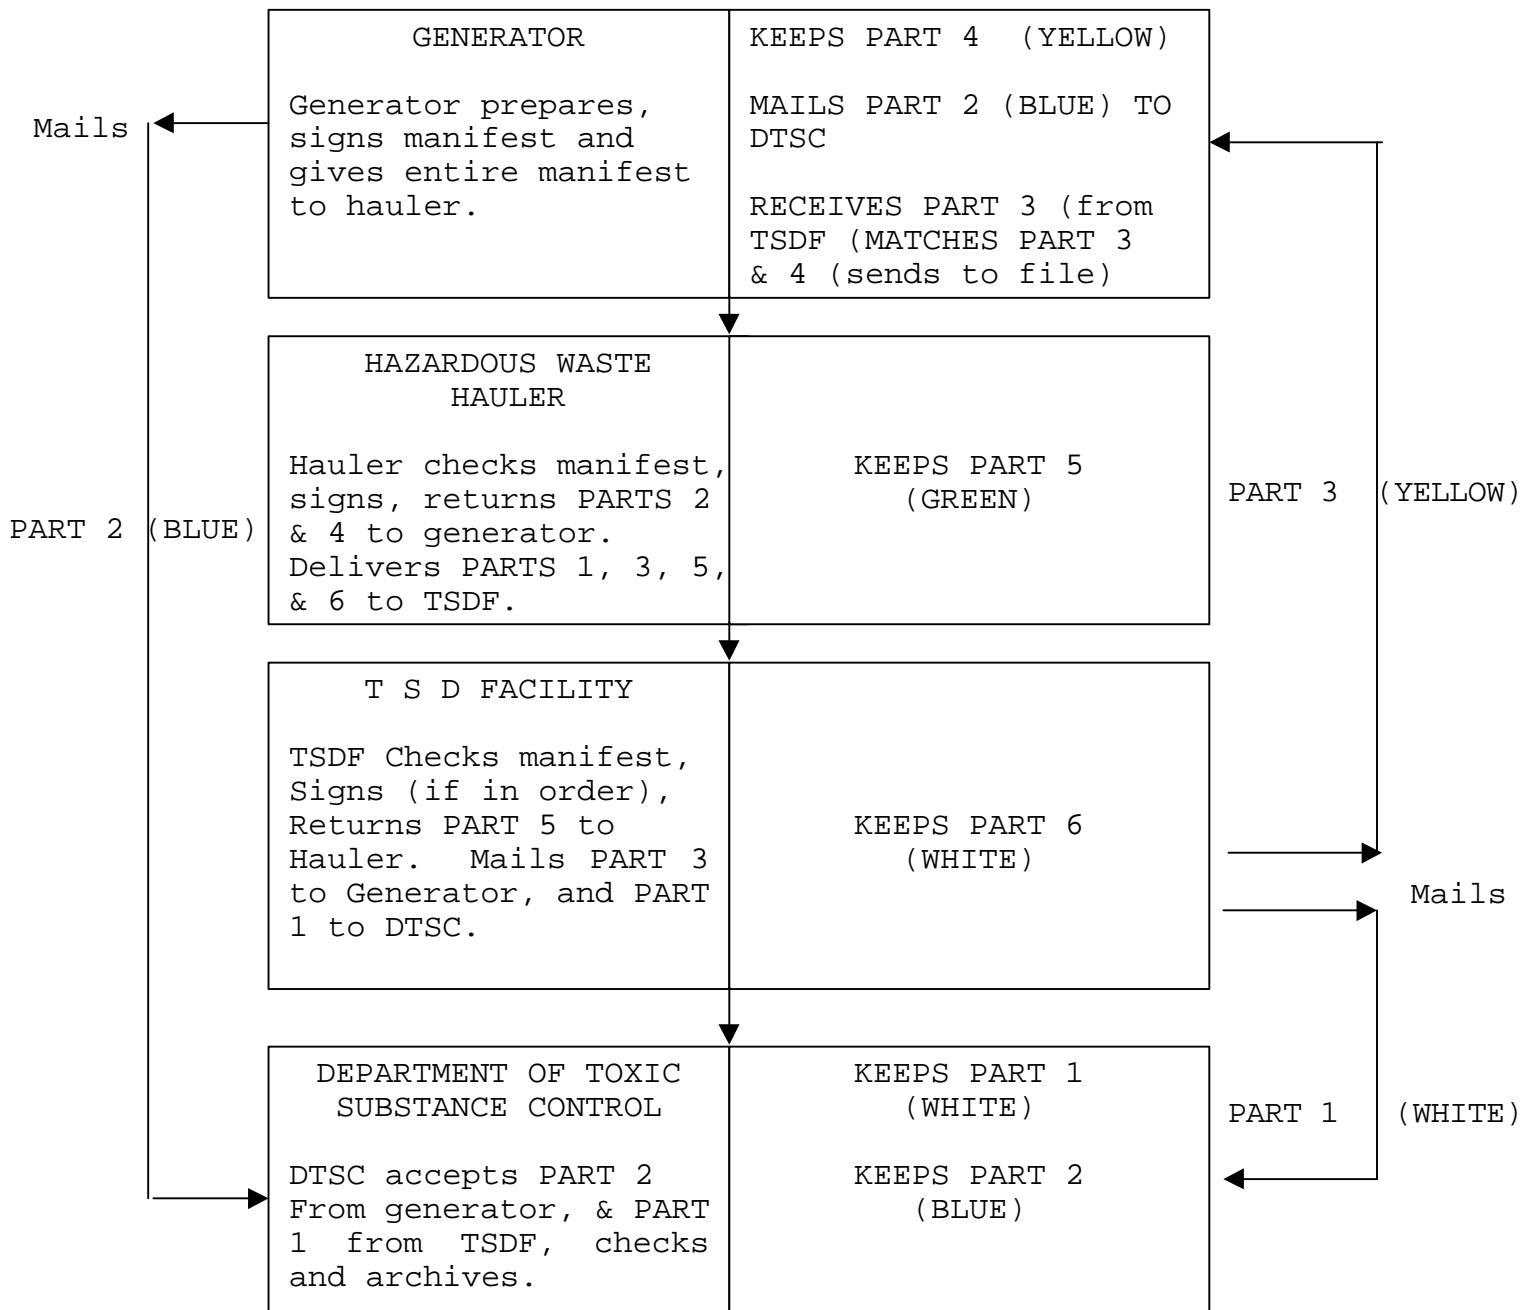 GENERATOR
Generator prepares,
signs manifest and
gives entire manifest
to hauler.
KEEPS PART 4 (YELLOW)
MAILS PART 2 (BLUE) TO
DTSC
RECEIVES PART 3 (from
TSDF (MATCHES PART 3
& 4 (sends to file)
Mails
PART 2 (BLUE)
HAZARDOUS WASTE
HAULER
Hauler checks manifest,
signs, returns PARTS 2
& 4 to generator.
Delivers PARTS 1, 3, 5,
& 6 to TSDF.
KEEPS PART 5
(GREEN)
PART 3 (YELLOW)
T S D FACILITY
TSDF Checks manifest,
Signs (if in order),
Returns PART 5 to
Hauler. Mails PART 3
to Generator, and PART
1 to DTSC.
KEEPS PART 6
(WHITE)
Mails
DEPARTMENT OF TOXIC
SUBSTANCE CONTROL
DTSC accepts PART 2
From generator, & PART
1 from TSDF, checks
and archives.
KEEPS PART 1
(WHITE)
KEEPS PART 2
(BLUE)
PART 1 (WHITE)